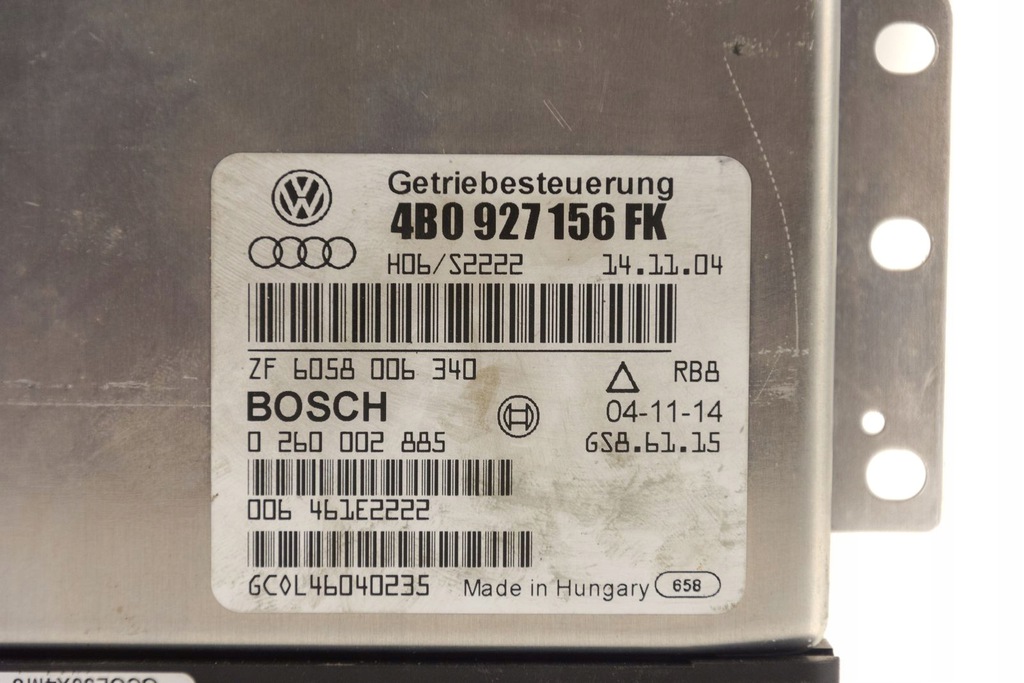 Getriebesteuerung
4B0 927 156 FK
H06/S2222 14.11.04
ZF 6058 006 340 RB8
BOSCH 04-11-14
0 260 002 885 GS8.61.15
006 461E2222
GC0L46040235 Made in Hungary 658